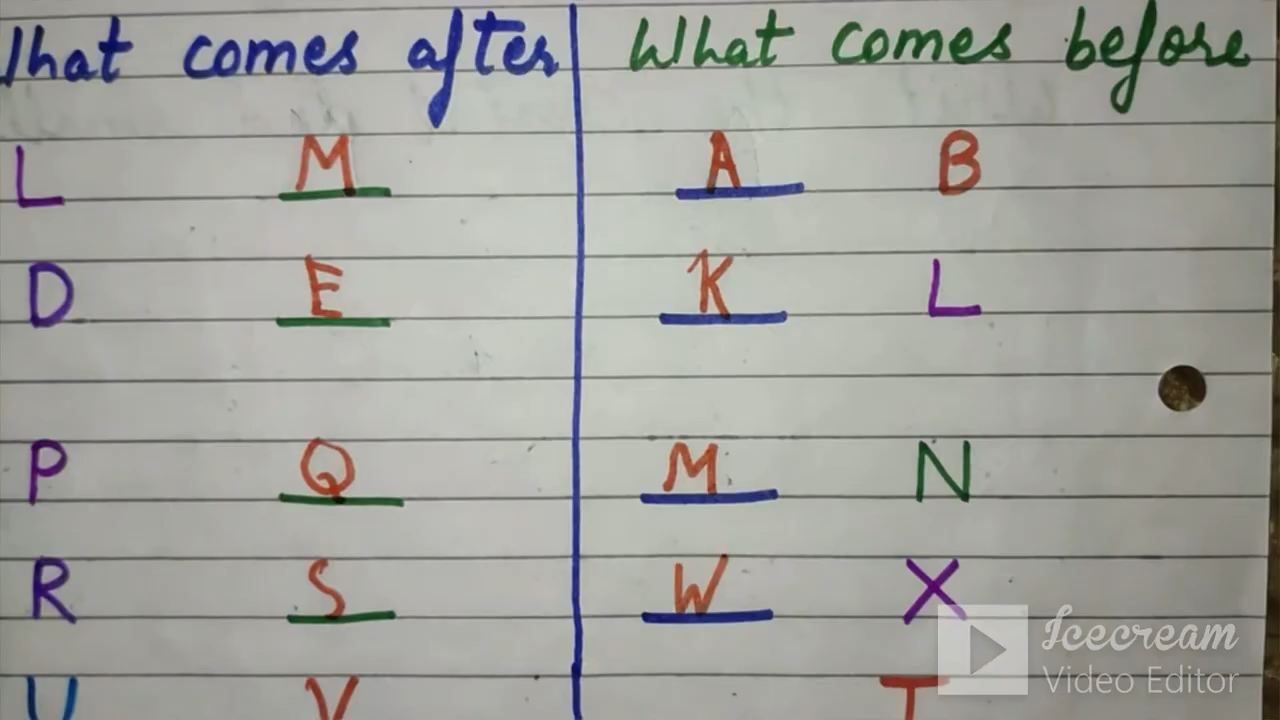 What comes after What comes before
L M A B
D E K L
P Q M N
R S W X
U V T
Icecream
Video Editor